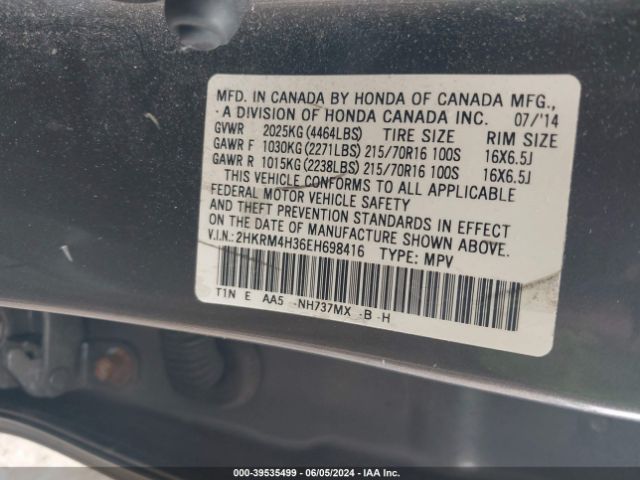 MFD. IN CANADA BY HONDA OF CANADA MFG.,
A DIVISION OF HONDA CANADA INC. 07/'14
GVWR 2025KG (4464LBS) TIRE SIZE RIM SIZE
GAWR F 1030KG (2271LBS) 215/70R16 100S 16X6.5J
GAWR R 1015KG (2238LBS) 215/70R16 100S 16X6.5J
THIS VEHICLE CONFORMS TO ALL APPLICABLE
FEDERAL MOTOR VEHICLE SAFETY
AND THEFT PREVENTION STANDARDS IN EFFECT
ON THE DATE OF MANUFACTURE SHOWN ABOVE.
V.I.N.: 2HKRM4H36EH698416 TYPE: MPV
T1N E AA5 -NH737MX -B -H
000-39535499 - 06/05/2024 - IAA Inc.